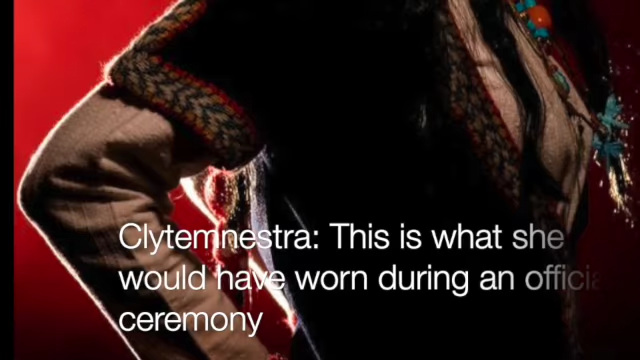 Clytemnestra: This is what she
would have worn during an official
ceremony